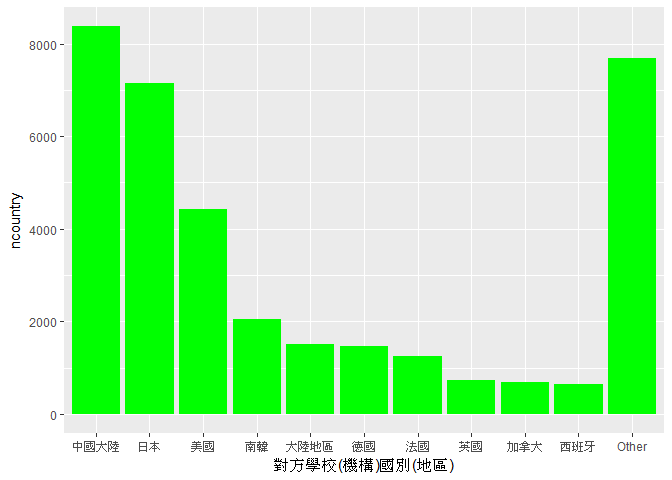 8000
6000
4000
2000
0
ncountry
中國大陸 日本 美國 南韓 大陸地區 德國 法國 英國 加拿大 西班牙 Other
對方學校(機構)國別(地區)